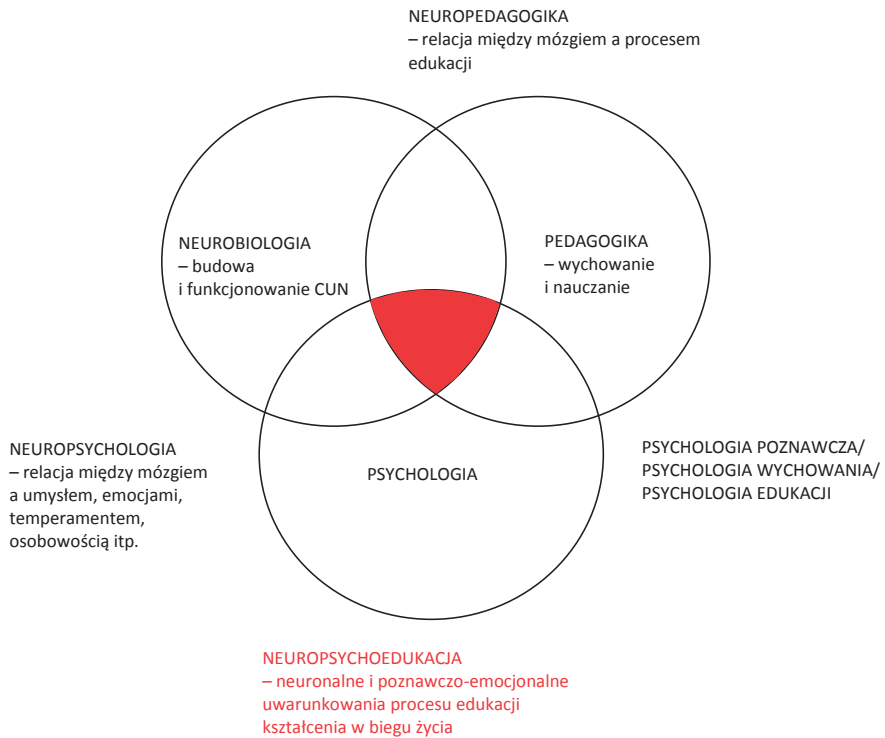 NEUROPEDAGOGIKA
– relacja między mózgiem a procesem
edukacji
NEUROBIOLOGIA
– budowa
i funkcjonowanie CUN
PEDAGOGIKA
– wychowanie
i nauczanie
NEUROPSYCHOLOGIA
– relacja między mózgiem
a umysłem, emocjami,
temperamentem,
osobowością itp.
PSYCHOLOGIA
PSYCHOLOGIA POZNAWCZA/
PSYCHOLOGIA WYCHOWANIA/
PSYCHOLOGIA EDUKACJI
NEUROPSYCHOEDUKACJA
– neuronalne i poznawczo-emocjonalne
uwarunkowania procesu edukacji
kształcenia w biegu życia